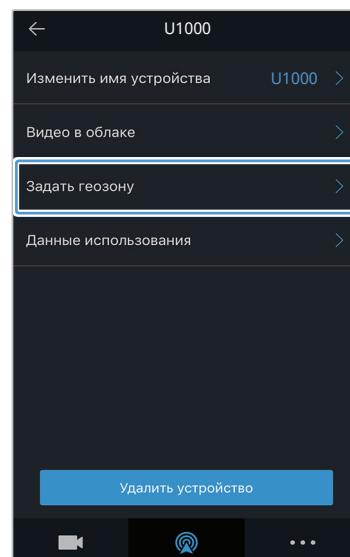 U1000
Изменить имя устройства U1000
Видео в облаке
Задать геозону
Данные использования
Удалить устройство